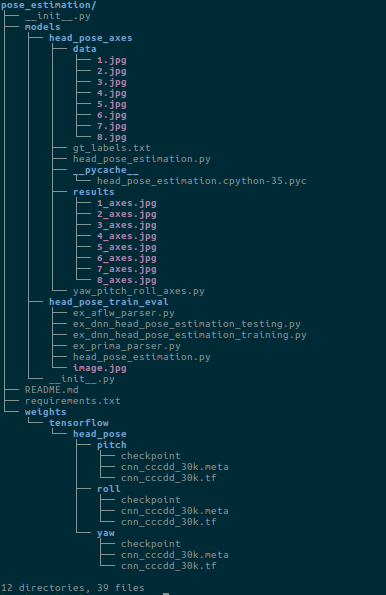 pose_estimation/
├── __init__.py
├── models
│   ├── head_pose_axes
│   │   ├── data
│   │   │   ├── 1.jpg
│   │   │   ├── 2.jpg
│   │   │   ├── 3.jpg
│   │   │   ├── 4.jpg
│   │   │   ├── 5.jpg
│   │   │   ├── 6.jpg
│   │   │   ├── 7.jpg
│   │   │   └── 8.jpg
│   │   ├── gt_labels.txt
│   │   ├── head_pose_estimation.py
│   │   ├── __pycache__
│   │   │   └── head_pose_estimation.cpython-35.pyc
│   │   ├── results
│   │   │   ├── 1_axes.jpg
│   │   │   ├── 2_axes.jpg
│   │   │   ├── 3_axes.jpg
│   │   │   ├── 4_axes.jpg
│   │   │   ├── 5_axes.jpg
│   │   │   ├── 6_axes.jpg
│   │   │   ├── 7_axes.jpg
│   │   │   └── 8_axes.jpg
│   │   └── yaw_pitch_roll_axes.py
│   ├── head_pose_train_eval
│   │   ├── ex_aflw_parser.py
│   │   ├── ex_dnn_head_pose_estimation_testing.py
│   │   ├── ex_dnn_head_pose_estimation_training.py
│   │   ├── ex_prima_parser.py
│   │   ├── head_pose_estimation.py
│   │   └── image.jpg
│   └── __init__.py
├── README.md
├── requirements.txt
└── weights
    └── tensorflow
        └── head_pose
            ├── pitch
            │   ├── checkpoint
            │   ├── cnn_cccdd_30k.meta
            │   └── cnn_cccdd_30k.tf
            ├── roll
            │   ├── checkpoint
            │   ├── cnn_cccdd_30k.meta
            │   └── cnn_cccdd_30k.tf
            └── yaw
                ├── checkpoint
                ├── cnn_cccdd_30k.meta
                └── cnn_cccdd_30k.tf
12 directories, 39 files